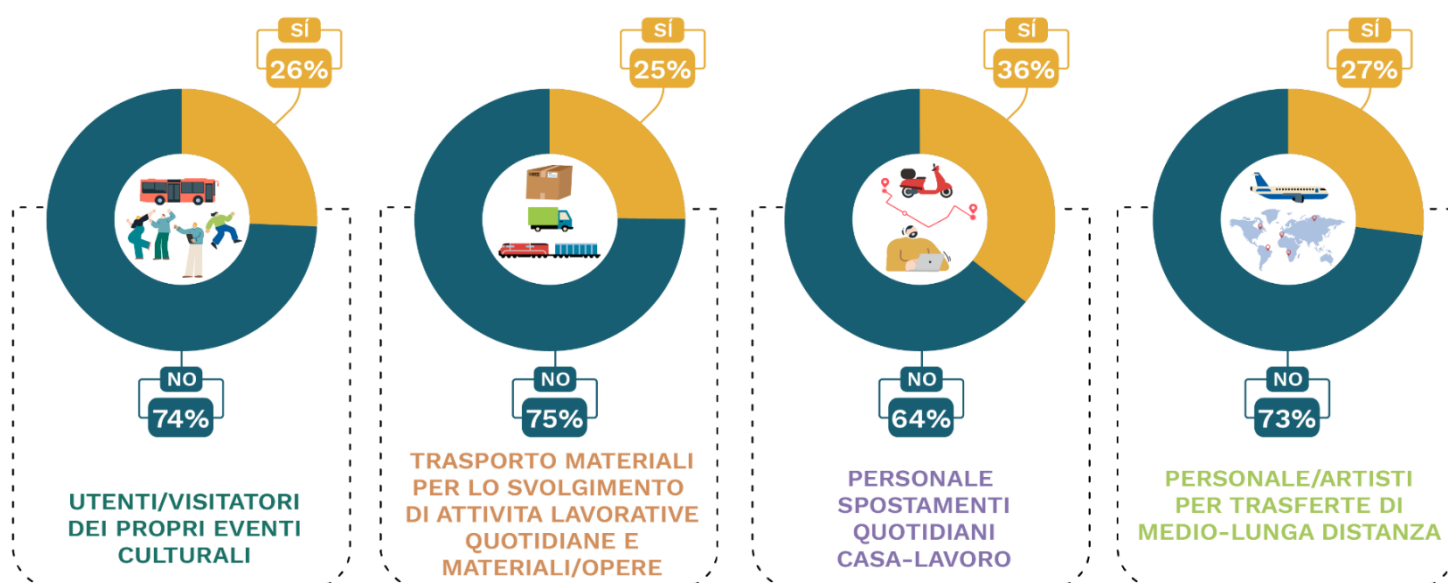 SÍ
26%
NO
74%
UTENTI/VISITATORI
DEI PROPRI EVENTI
CULTURALI
SÍ
25%
NO
75%
TRASPORTO MATERIALI
PER LO SVOLGIMENTO
DI ATTIVITA LAVORATIVE
QUOTIDIANE E
MATERIALI/OPERE
SÍ
36%
NO
64%
PERSONALE
SPOSTAMENTI
QUOTIDIANI
CASA-LAVORO
SÍ
27%
NO
73%
PERSONALE/ARTISTI
PER TRASFERTE DI
MEDIO-LUNGA DISTANZA